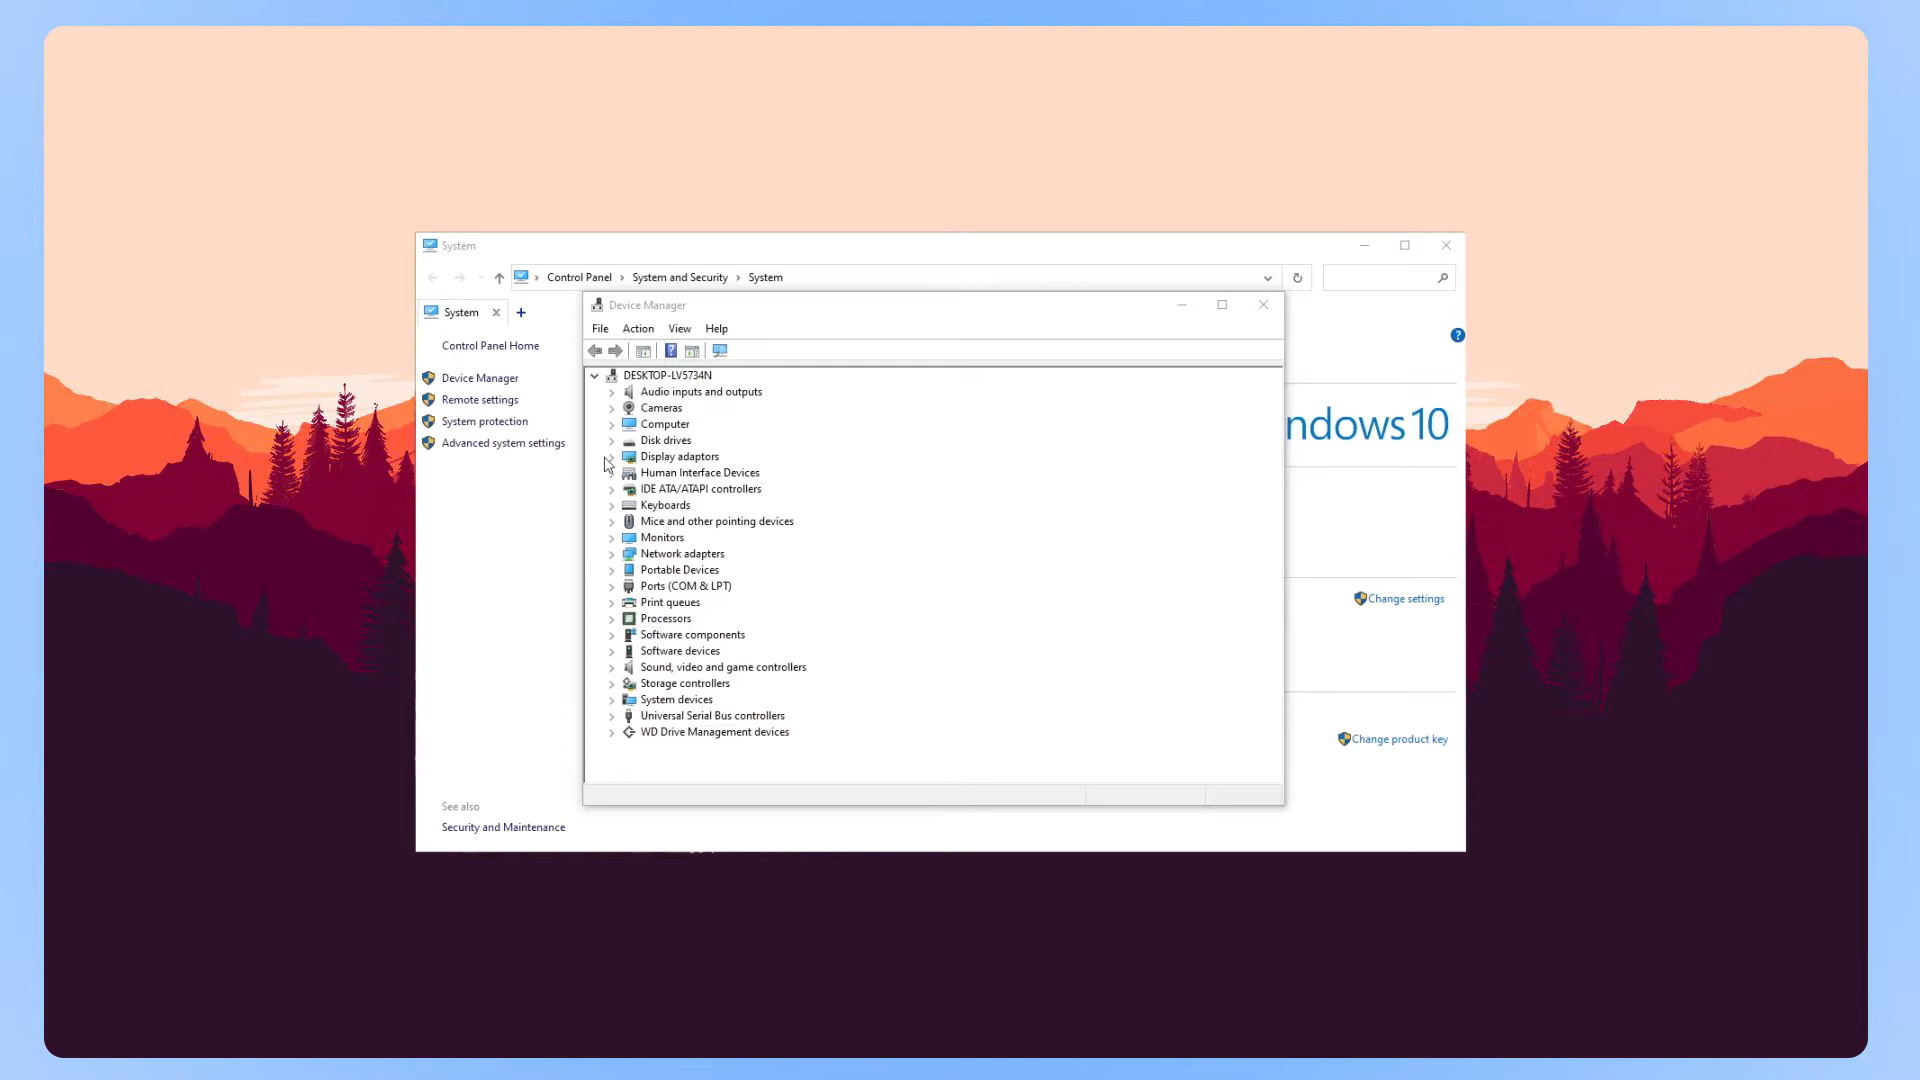 System
Control Panel > System and Security > System
System
Device Manager
Control Panel Home
File Action View Help
Device Manager
Remote settings
System protection
Advanced system settings
DESKTOP-LV5734N
Audio inputs and outputs
Cameras
Computer
Disk drives
Display adaptors
Human Interface Devices
IDE ATA/ATAPI controllers
Keyboards
Mice and other pointing devices
Monitors
Network adapters
Portable Devices
Ports (COM & LPT)
Print queues
Processors
Software components
Software devices
Sound, video and game controllers
Storage controllers
System devices
Universal Serial Bus controllers
WD Drive Management devices
ndows 10
Change settings
Change product key
See also
Security and Maintenance